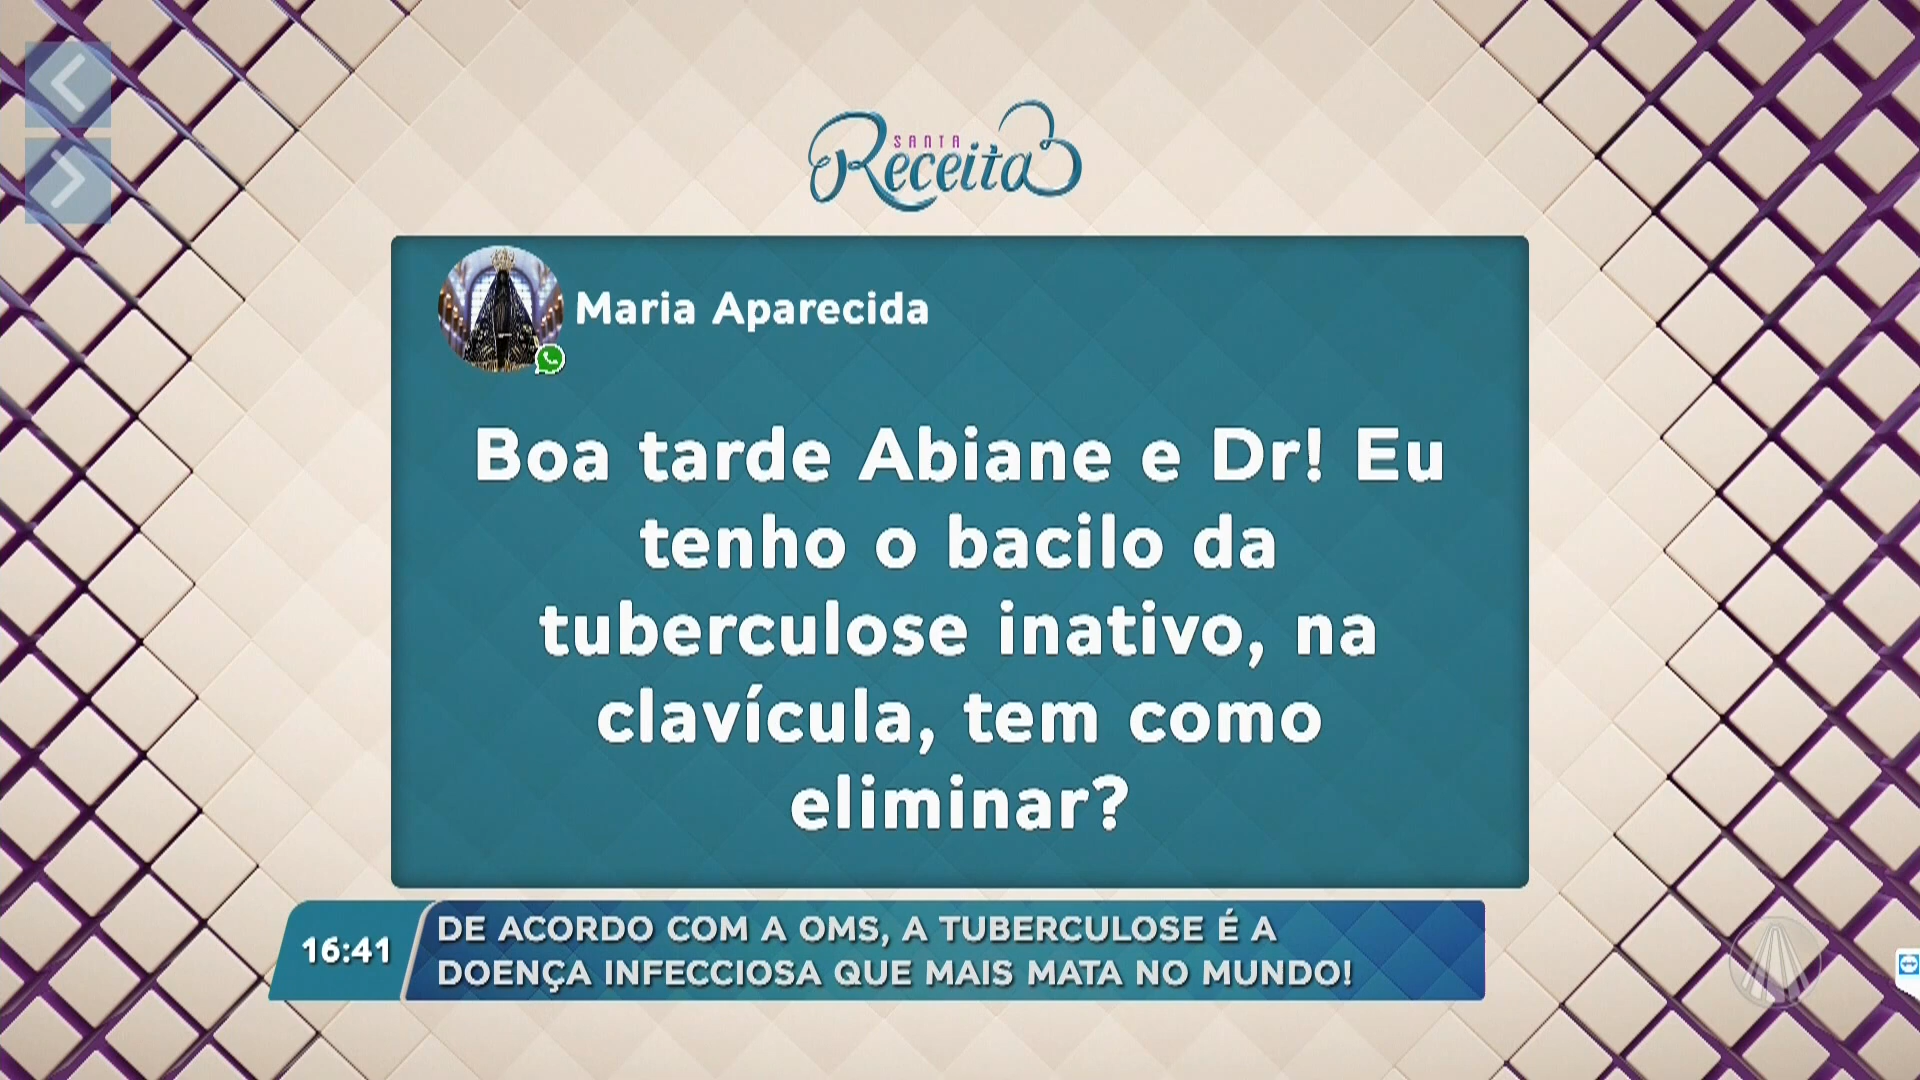 SANTA
Receita
Maria Aparecida
Boa tarde Abiane e Dr! Eu
tenho o bacilo da
tuberculose inativo, na
clavícula, tem como
eliminar?
16:41
DE ACORDO COM A OMS, A TUBERCULOSE É A
DOENÇA INFECCIOSA QUE MAIS MATA NO MUNDO!